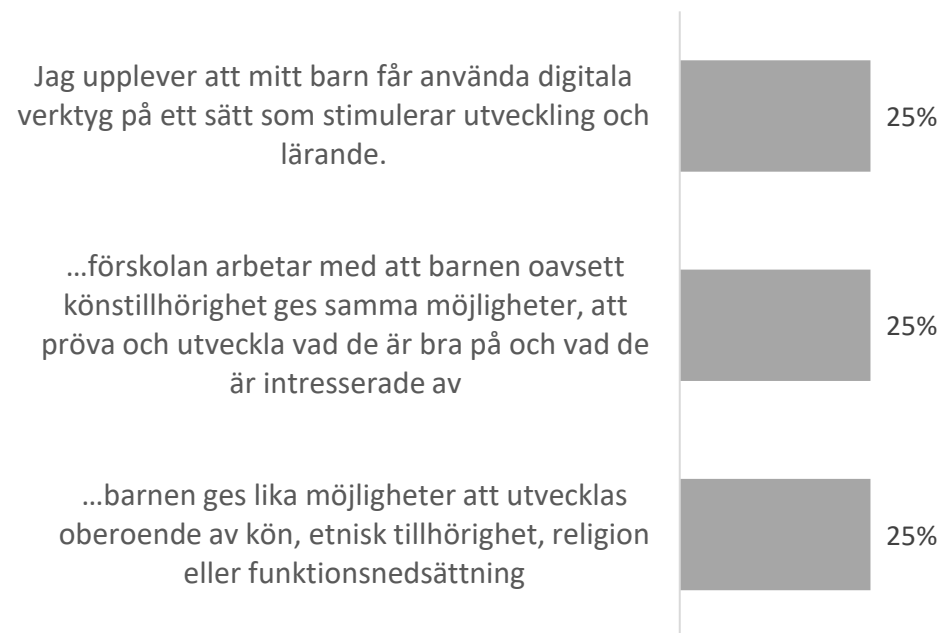 Jag upplever att mitt barn får använda digitala
verktyg på ett sätt som stimulerar utveckling och
lärande.
25%
…förskolan arbetar med att barnen oavsett
könstillhörighet ges samma möjligheter, att
pröva och utveckla vad de är bra på och vad de
är intresserade av
25%
…barnen ges lika möjligheter att utvecklas
oberoende av kön, etnisk tillhörighet, religion
eller funktionsnedsättning
25%